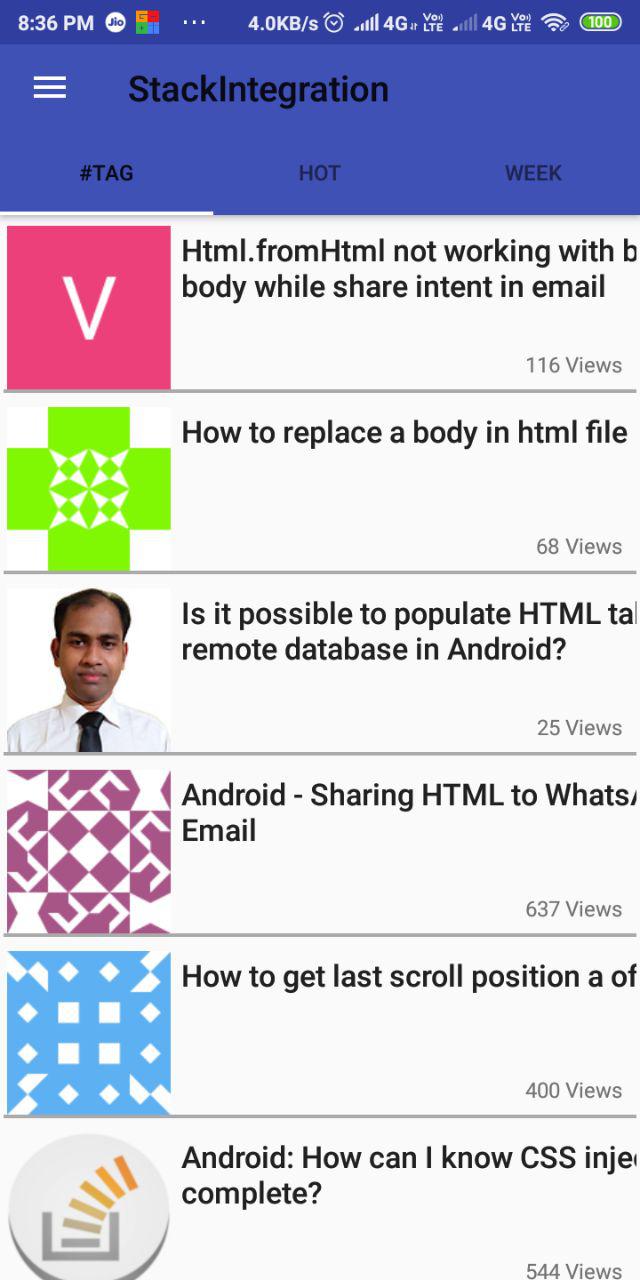 8:36 PM Jio ... 4.0KB/s 4G Vo) LTE 4G Vo) LTE 100
StackIntegration
#TAG HOT WEEK
V
Html.fromHtml not working with
body while share intent in email
116 Views
How to replace a body in html file
68 Views
Is it possible to populate HTML
remote database in Android?
25 Views
Android - Sharing HTML to
Email
637 Views
How to get last scroll position a of
400 Views
Android: How can I know CSS
complete?
544 Views